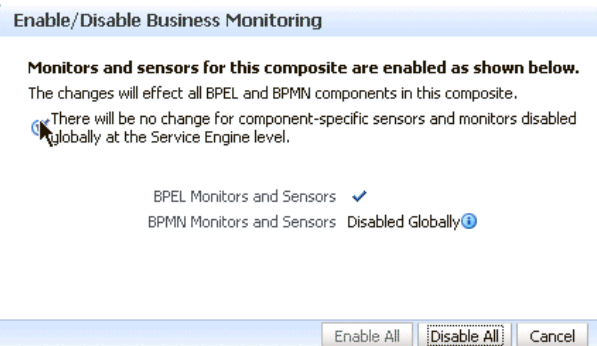 Enable/Disable Business Monitoring
Monitors and sensors for this composite are enabled as shown below.
The changes will effect all BPEL and BPMN components in this composite.
There will be no change for component-specific sensors and monitors disabled
globally at the Service Engine level.
BPEL Monitors and Sensors
BPMN Monitors and Sensors Disabled Globally
Enable All Disable All Cancel